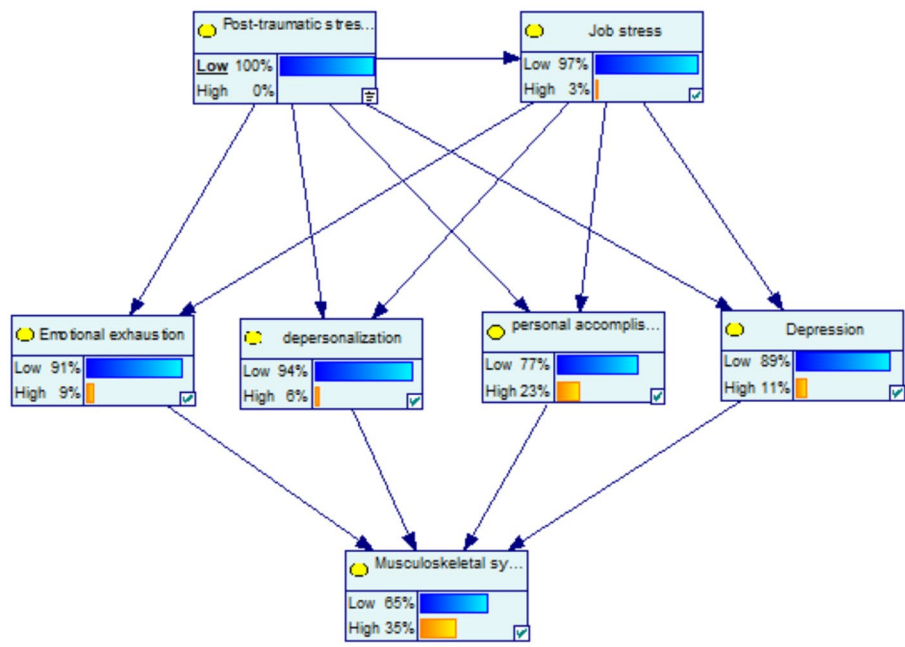 Post-traumatic stres...
Low 100%
High 0%
Job stress
Low 97%
High 3%
Emotional exhaustion
Low 91%
High 9%
depersonalization
Low 94%
High 6%
personal accomplis...
Low 77%
High 23%
Depression
Low 89%
High 11%
Musculoskeletal sy...
Low 65%
High 35%